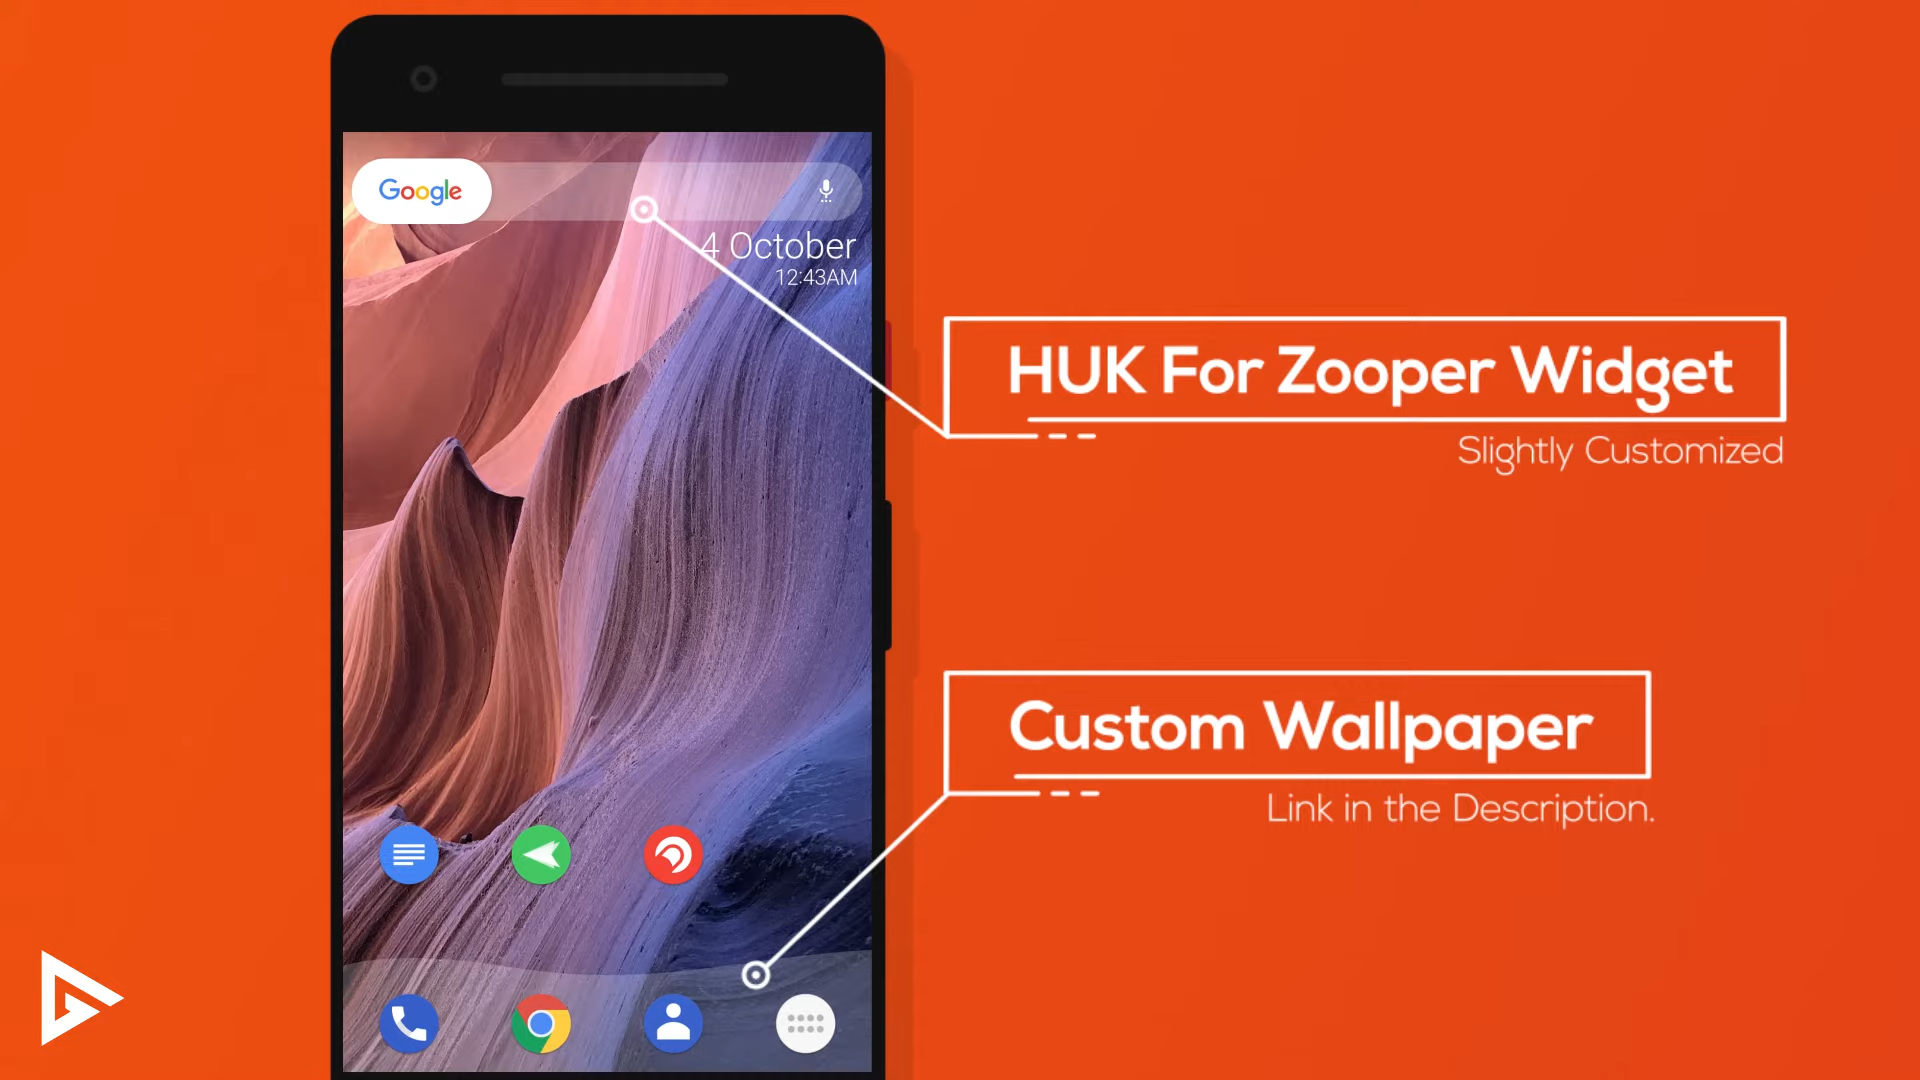 Google
4 October
12:43AM
HUK For Zooper Widget
Slightly Customized
Custom Wallpaper
Link in the Description.